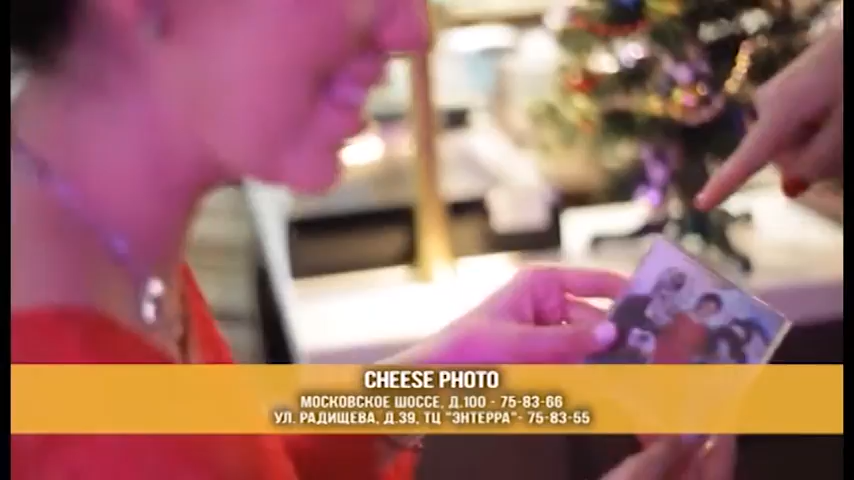 CHEESE PHOTO
МОСКОВСКОЕ ШОССЕ, Д.100 - 75-83-66
УЛ. РАДИЩЕВА, Д.39, ТЦ "ЭНТЕРРА"- 75-83-55